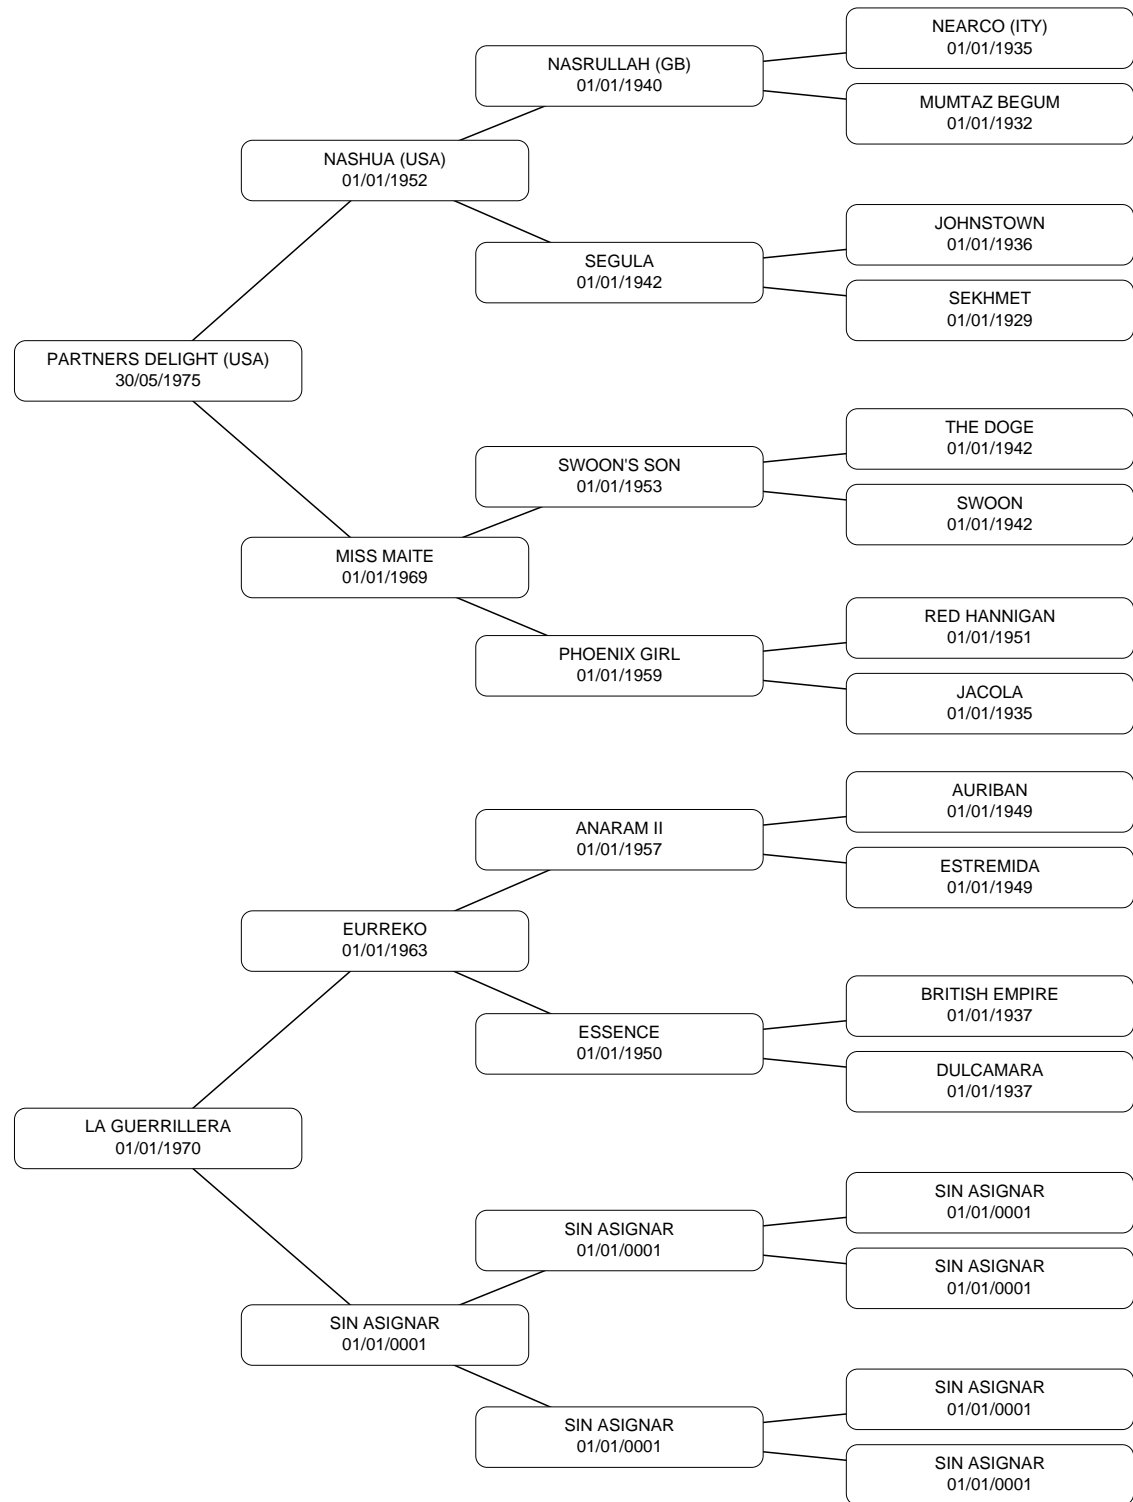 NEARCO (ITY)
01/01/1935
NASRULLAH (GB)
01/01/1940
MUMTAZ BEGUM
01/01/1932
NASHUA (USA)
01/01/1952
JOHNSTOWN
01/01/1936
SEGULA
01/01/1942
SEKHMET
01/01/1929
PARTNERS DELIGHT (USA)
30/05/1975
THE DOGE
01/01/1942
SWOON'S SON
01/01/1953
SWOON
01/01/1942
MISS MAITE
01/01/1969
RED HANNIGAN
01/01/1951
PHOENIX GIRL
01/01/1959
JACOLA
01/01/1935
AURIBAN
01/01/1949
ANARAM II
01/01/1957
ESTREMIDA
01/01/1949
EURREKO
01/01/1963
BRITISH EMPIRE
01/01/1937
ESSENCE
01/01/1950
DULCAMARA
01/01/1937
LA GUERRILLERA
01/01/1970
SIN ASIGNAR
01/01/0001
SIN ASIGNAR
01/01/0001
SIN ASIGNAR
01/01/0001
SIN ASIGNAR
01/01/0001
SIN ASIGNAR
01/01/0001
SIN ASIGNAR
01/01/0001
SIN ASIGNAR
01/01/0001